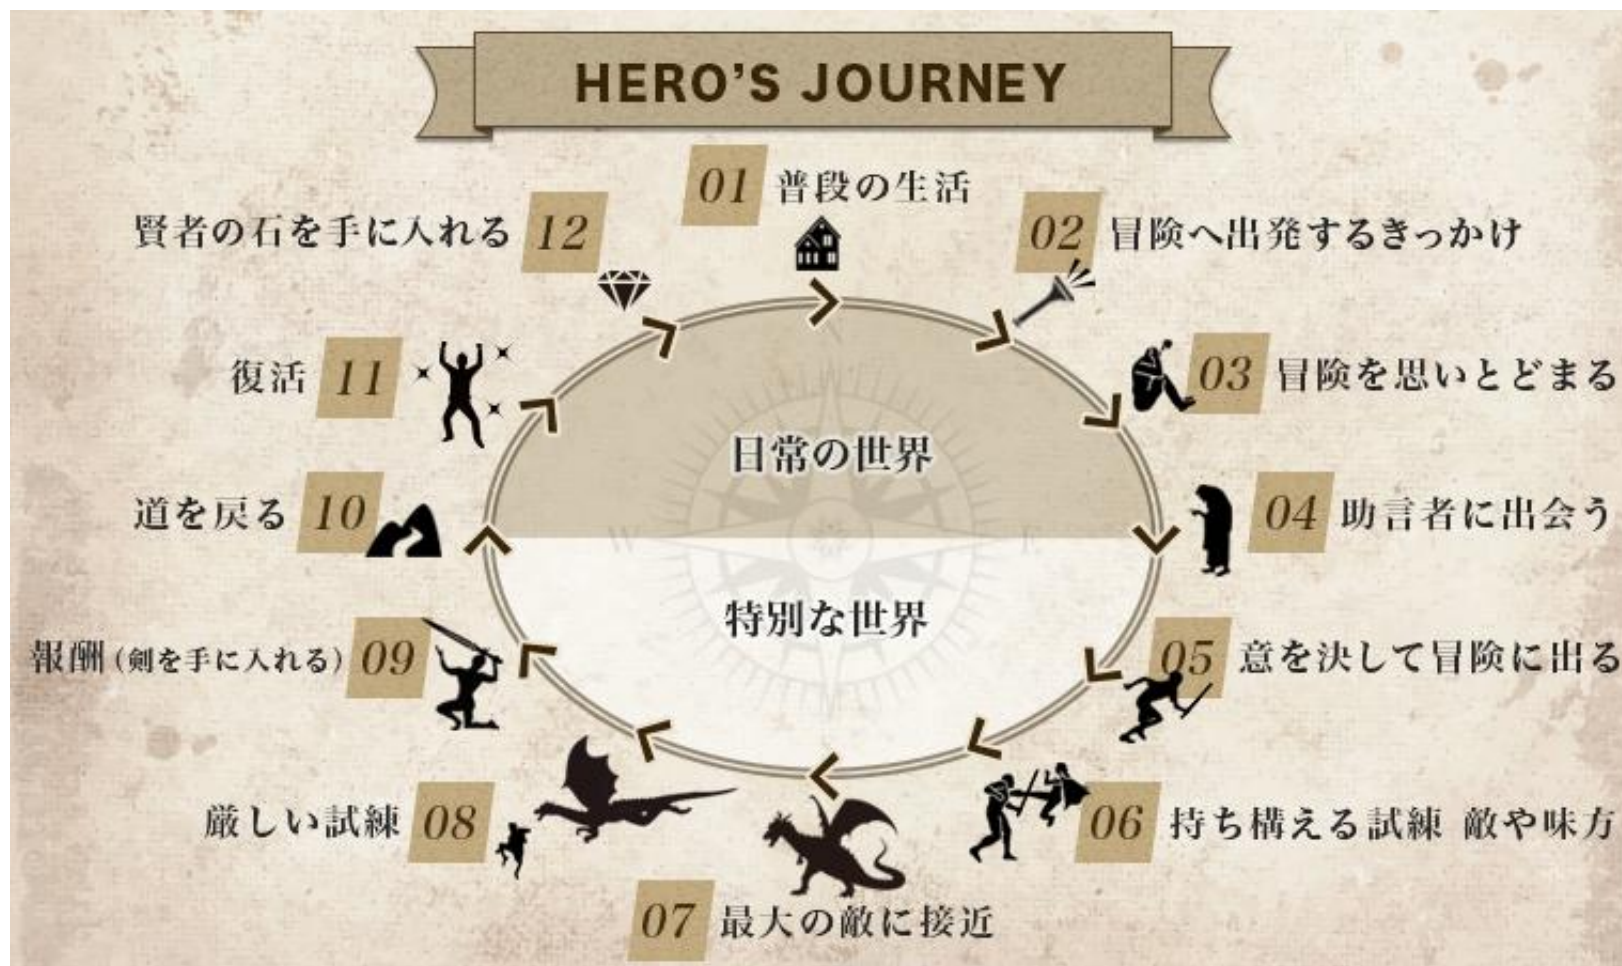 HERO'S JOURNEY
01 普段の生活
02 冒険へ出発するきっかけ
03 冒険を思いとどまる
04 助言者に出会う
05 意を決して冒険に出る
06 持ち構える試練 敵や味方
07 最大の敵に接近
08 厳しい試練
09 報酬(剣を手に入れる)
10 道を戻る
11 復活
12 賢者の石を手に入れる
日常の世界
特別な世界
W
E